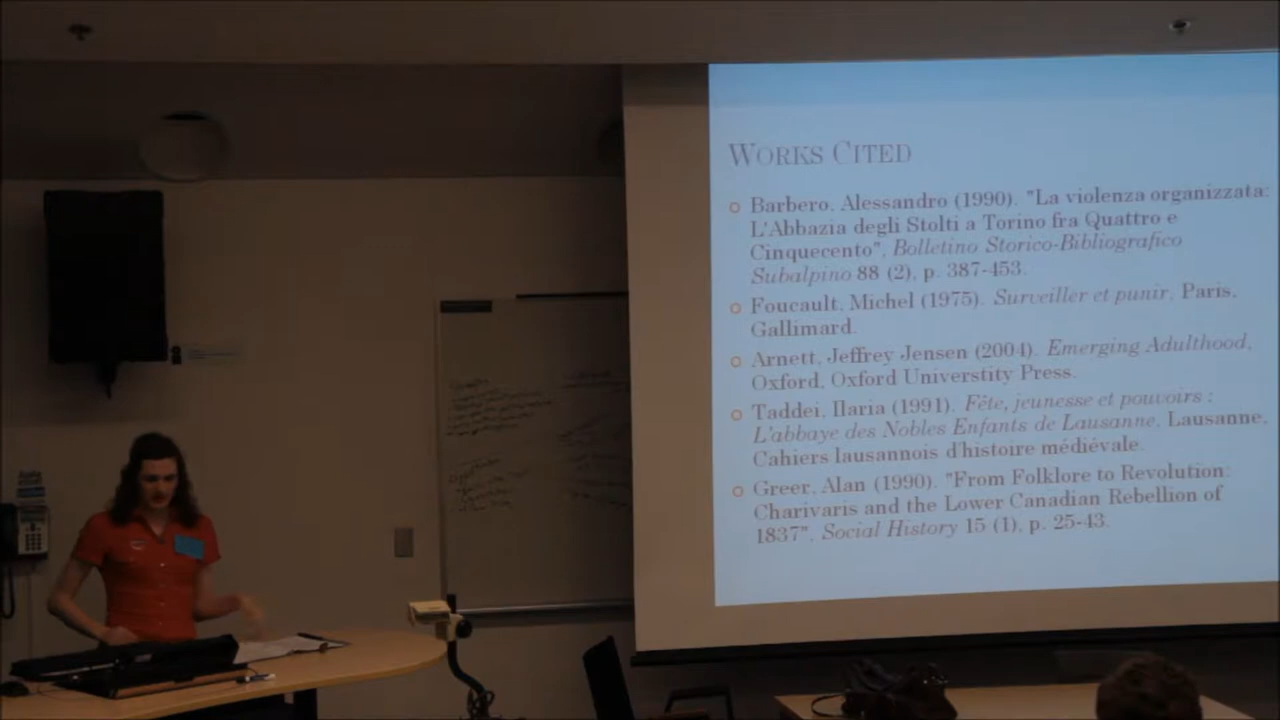 WORKS CITED
Barbero, Alessandro (1990). "La violenza organizzata:
L'Abbazia degli Stolti a Torino fra Quattro e
Cinquecento", Bolletino Storico-Bibliografico
Subalpino 88 (2), p. 387-453.
Foucault, Michel (1975). Surveiller et punir, Paris,
Gallimard.
Arnett, Jeffrey Jensen (2004). Emerging Adulthood,
Oxford, Oxford Universtity Press.
Taddei, Ilaria (1991). Fête, jeunesse et pouvoirs :
L'abbaye des Nobles Enfants de Lausanne, Lausanne,
Cahiers lausannois d'histoire médiévale.
Greer, Alan (1990). "From Folklore to Revolution:
Charivaris and the Lower Canadian Rebellion of
1837", Social History 15 (1), p. 25-43.